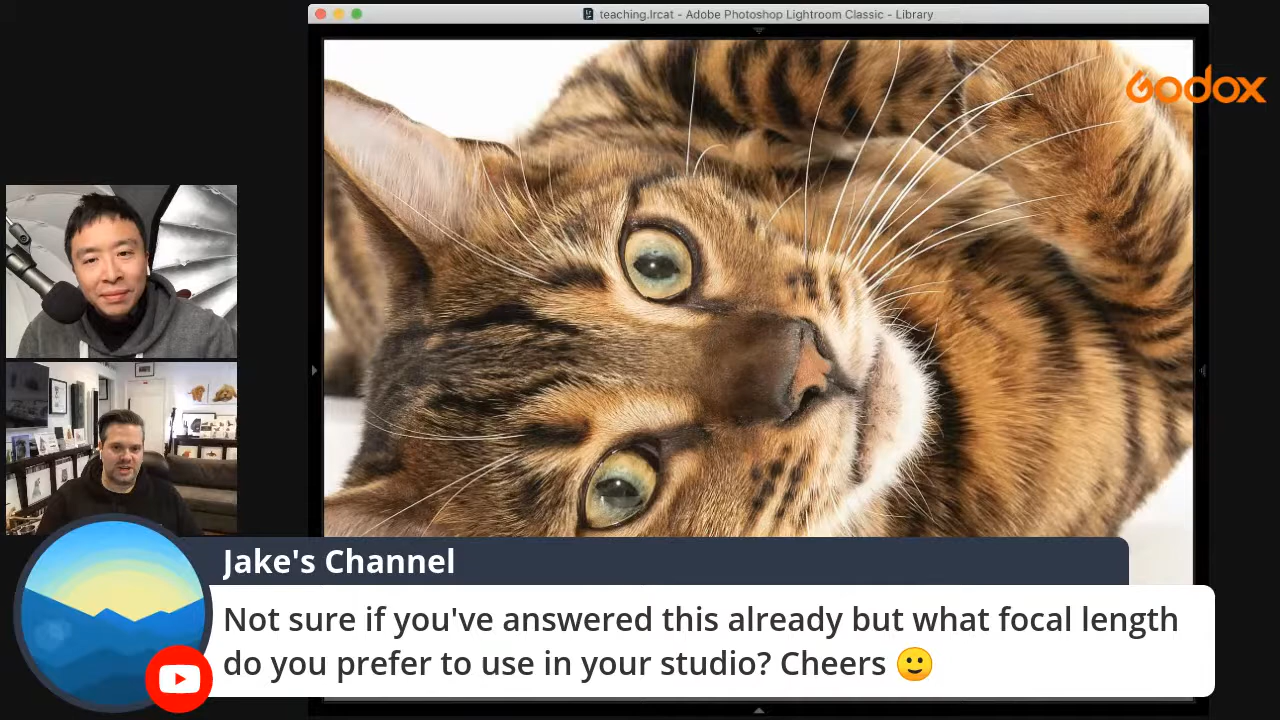 teaching.lrcat - Adobe Photoshop Lightroom Classic - Library
Godox
Jake's Channel
Not sure if you've answered this already but what focal length
do you prefer to use in your studio? Cheers 🙂